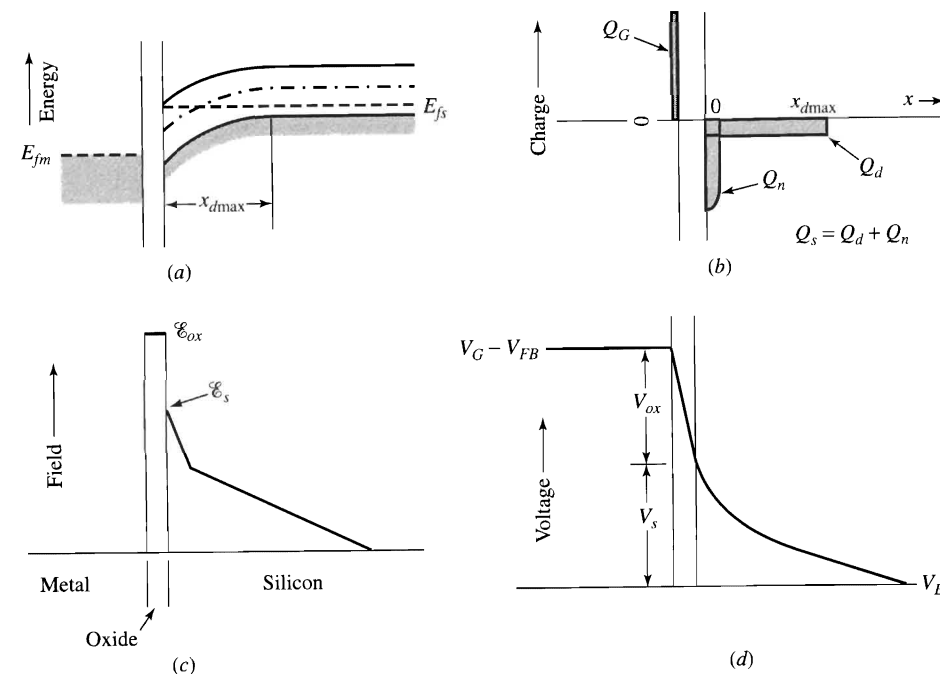 Energy
E_fm
E_fs
x_dmax
(a)
Charge
Q_G
0
0
x_dmax
x
Q_d
Q_n
Q_s = Q_d + Q_n
(b)
Field
ℰ_ox
ℰ_s
Metal
Silicon
Oxide
(c)
V_G – V_FB
V_ox
Voltage
V_s
(d)